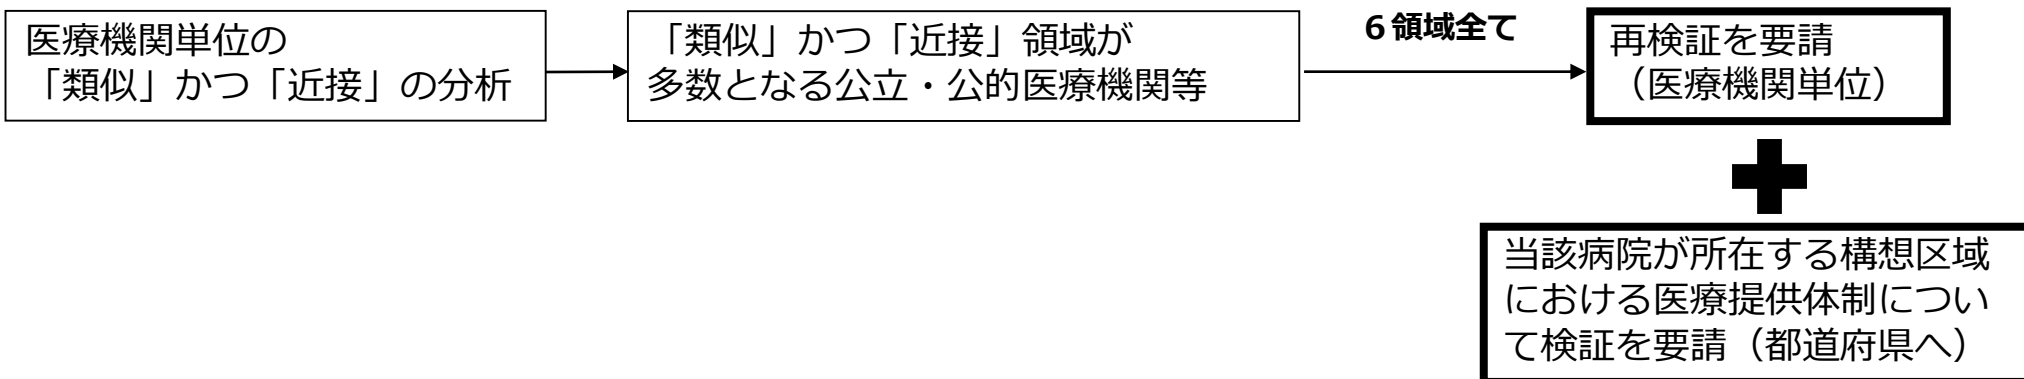 医療機関単位の
「類似」かつ「近接」の分析
「類似」かつ「近接」領域が
多数となる公立・公的医療機関等
６領域全て
再検証を要請
（医療機関単位）
当該病院が所在する構想区域
における医療提供体制につい
て検証を要請（都道府県へ）